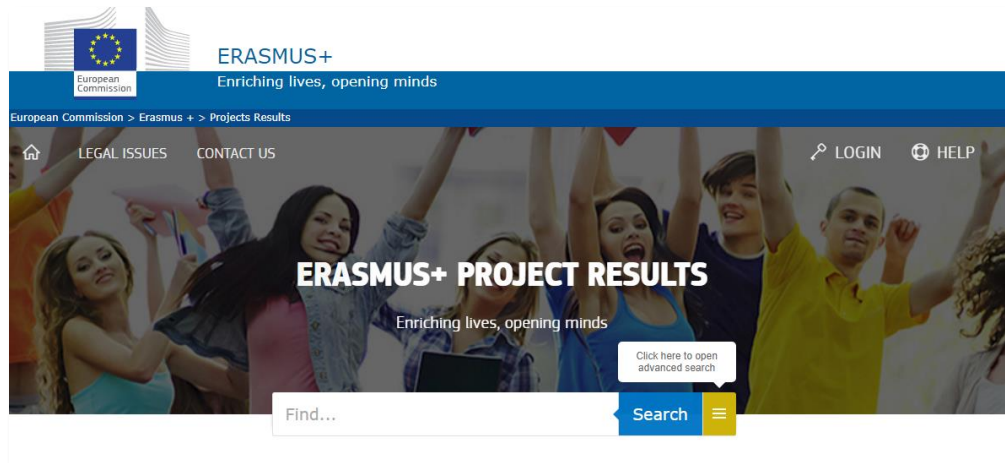 ERASMUS+
European
Commission
Enriching lives, opening minds
European Commission > Erasmus + > Projects Results
LEGAL ISSUES CONTACT US LOGIN HELP
ERASMUS+ PROJECT RESULTS
Enriching lives, opening minds
Click here to open
advanced search
Find... Search